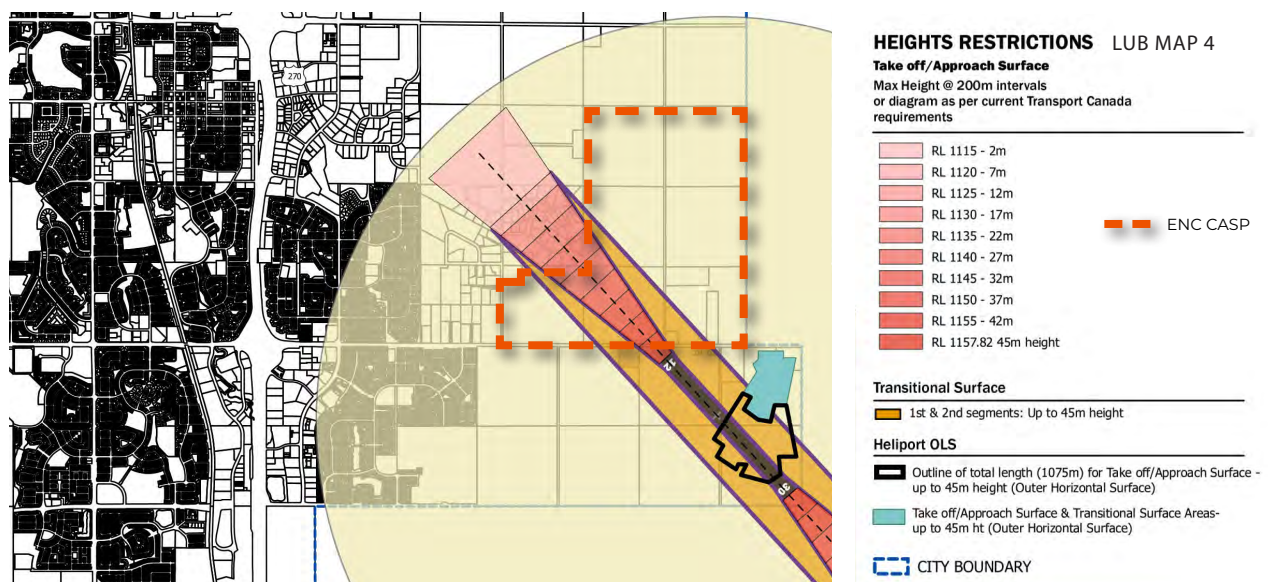 HEIGHTS RESTRICTIONS LUB MAP 4
Take off/Approach Surface
Max Height @ 200m intervals
or diagram as per current Transport Canada
requirements
RL 1115 - 2m
RL 1120 - 7m
RL 1125 - 12m
RL 1130 - 17m
RL 1135 - 22m
RL 1140 - 27m
RL 1145 - 32m
RL 1150 - 37m
RL 1155 - 42m
RL 1157.82 45m height
ENC CASP
Transitional Surface
1st & 2nd segments: Up to 45m height
Heliport OLS
Outline of total length (1075m) for Take off/Approach Surface -
up to 45m height (Outer Horizontal Surface)
Take off/Approach Surface & Transitional Surface Areas-
up to 45m ht (Outer Horizontal Surface)
CITY BOUNDARY
270
12
30